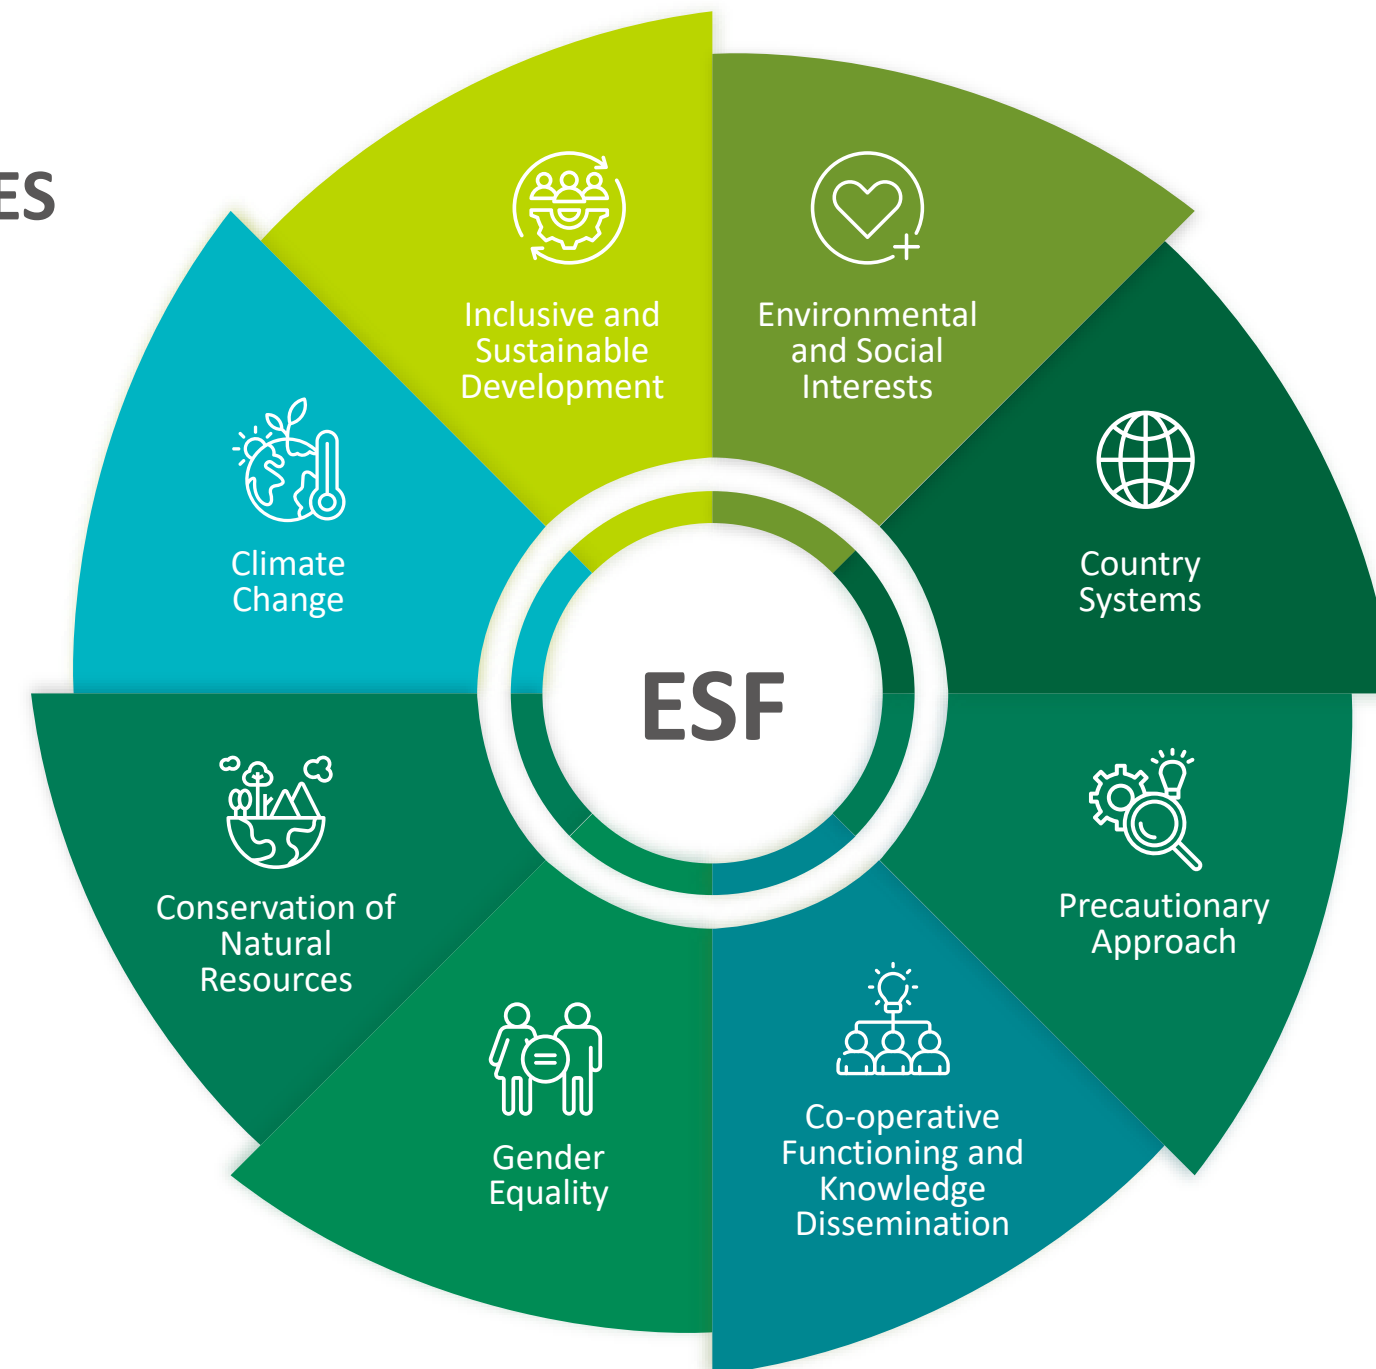 ES
Inclusive and
Sustainable
Development
Environmental
and Social
Interests
Climate
Change
Country
Systems
ESF
Conservation of
Natural
Resources
Precautionary
Approach
Gender
Equality
Co-operative
Functioning and
Knowledge
Dissemination